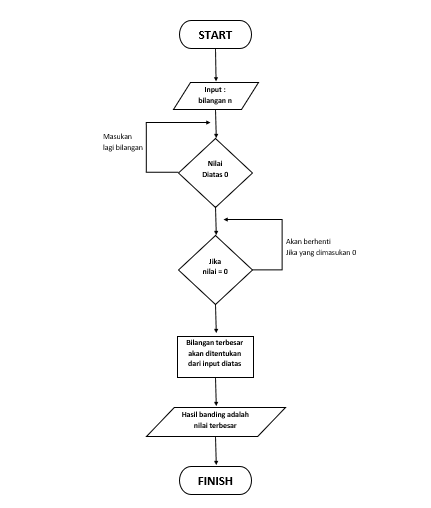 START
Input :
bilangan n
Masukan
lagi bilangan
Nilai
Diatas 0
Akan berhenti
Jika yang dimasukan 0
Jika
nilai = 0
Bilangan terbesar
akan ditentukan
dari input diatas
Hasil banding adalah
nilai terbesar
FINISH